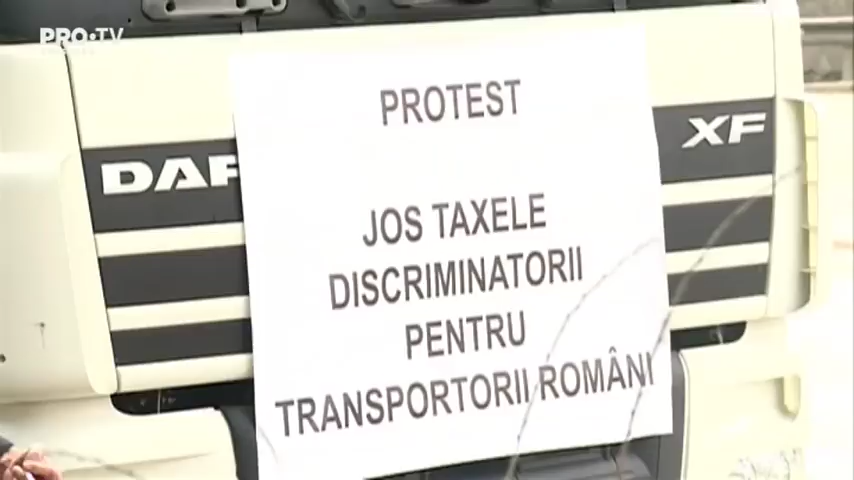 PRO•TV
PROTEST
DAF
XF
JOS TAXELE
DISCRIMINATORII
PENTRU
TRANSPORTORII ROMÂNI